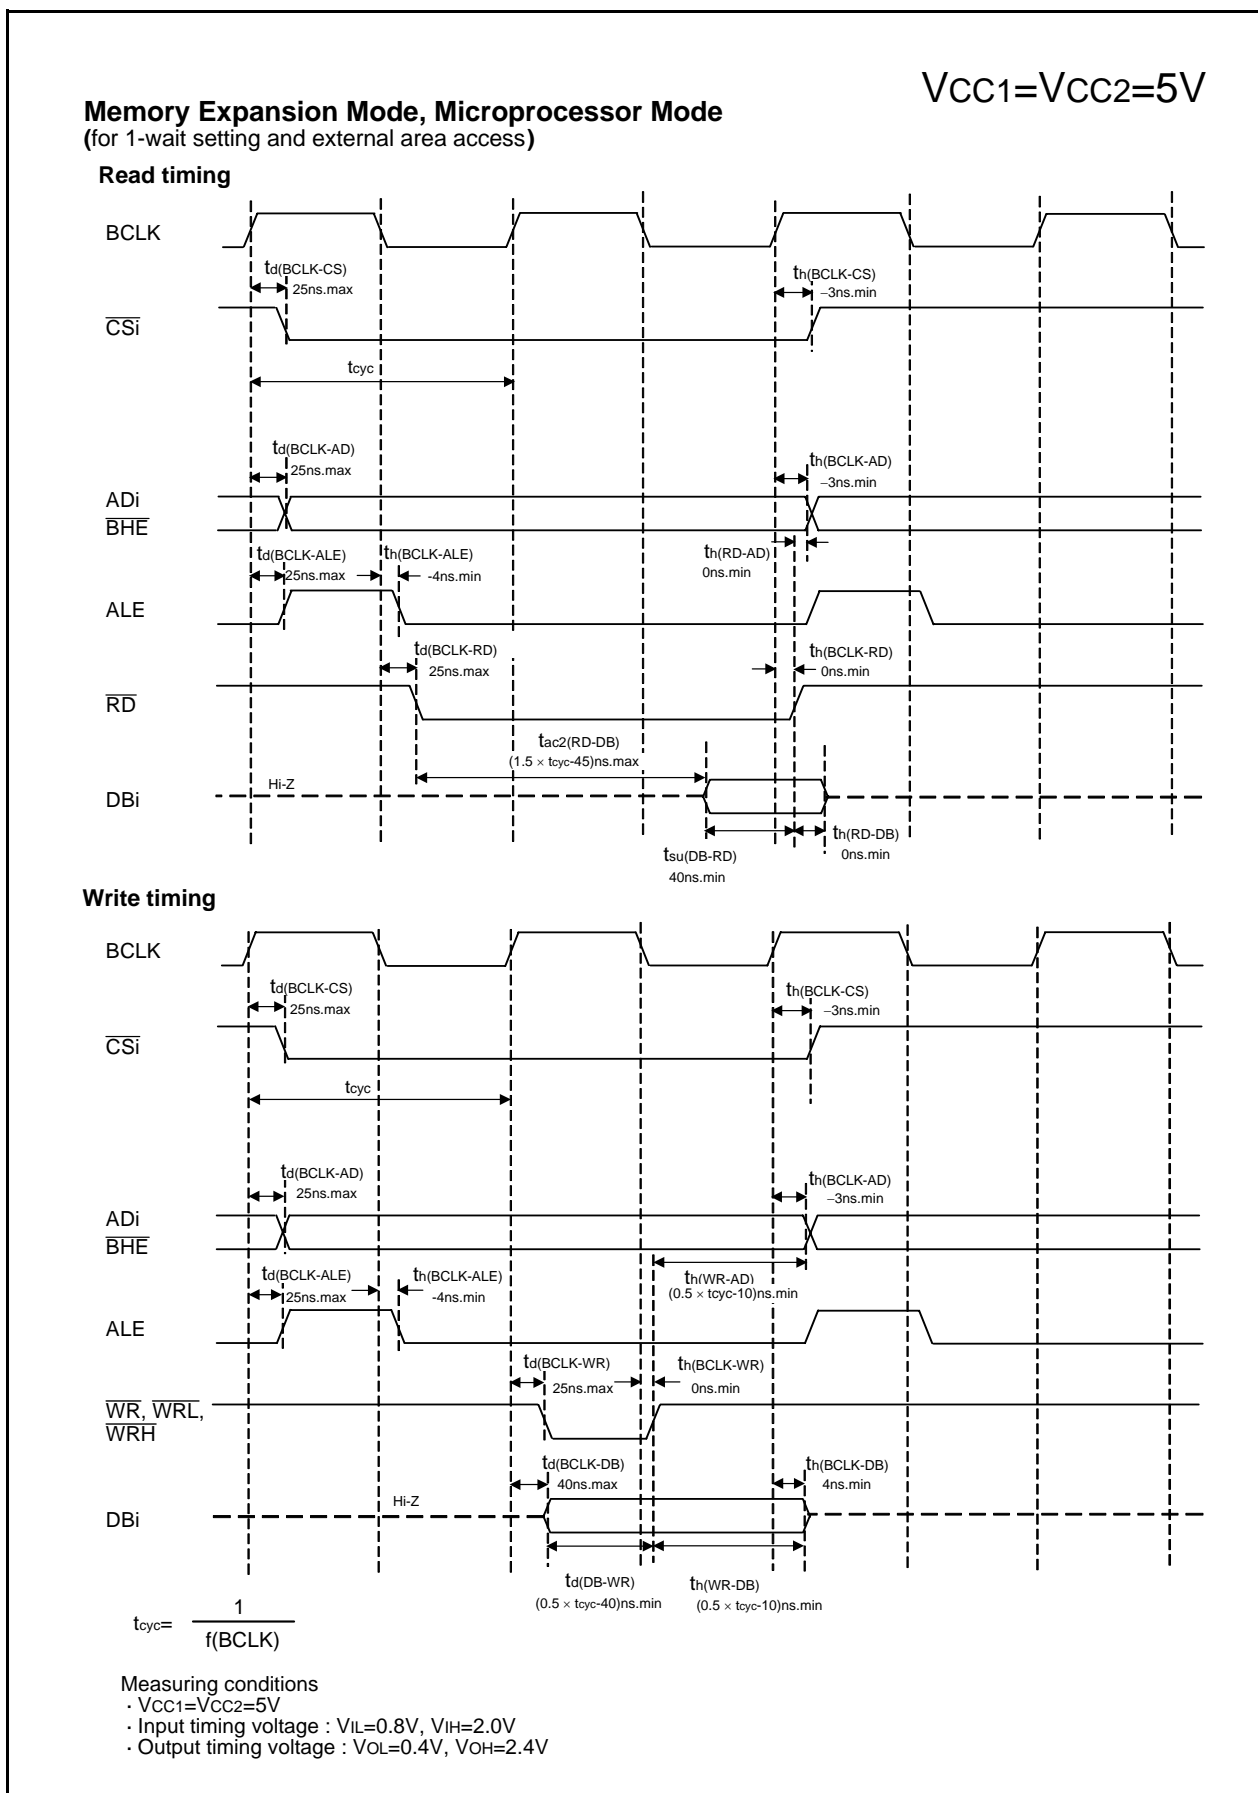 VCC1=VCC2=5V
Memory Expansion Mode, Microprocessor Mode
(for 1-wait setting and external area access)
Read timing
BCLK
td(BCLK-CS)
25ns.max
th(BCLK-CS)
−3ns.min
CSi
tcyc
td(BCLK-AD)
25ns.max
th(BCLK-AD)
−3ns.min
ADi
BHE
td(BCLK-ALE)
25ns.max
th(BCLK-ALE)
-4ns.min
th(RD-AD)
0ns.min
ALE
td(BCLK-RD)
25ns.max
th(BCLK-RD)
0ns.min
RD
tac2(RD-DB)
(1.5 × tcyc-45)ns.max
Hi-Z
DBi
tsu(DB-RD)
40ns.min
th(RD-DB)
0ns.min
Write timing
BCLK
td(BCLK-CS)
25ns.max
th(BCLK-CS)
−3ns.min
CSi
tcyc
td(BCLK-AD)
25ns.max
th(BCLK-AD)
−3ns.min
ADi
BHE
td(BCLK-ALE)
25ns.max
th(BCLK-ALE)
-4ns.min
th(WR-AD)
(0.5 × tcyc-10)ns.min
ALE
td(BCLK-WR)
25ns.max
th(BCLK-WR)
0ns.min
WR, WRL,
WRH
td(BCLK-DB)
40ns.max
th(BCLK-DB)
4ns.min
Hi-Z
DBi
td(DB-WR)
(0.5 × tcyc-40)ns.min
th(WR-DB)
(0.5 × tcyc-10)ns.min
tcyc= 1
f(BCLK)
Measuring conditions
· VCC1=VCC2=5V
· Input timing voltage : VIL=0.8V, VIH=2.0V
· Output timing voltage : VOL=0.4V, VOH=2.4V